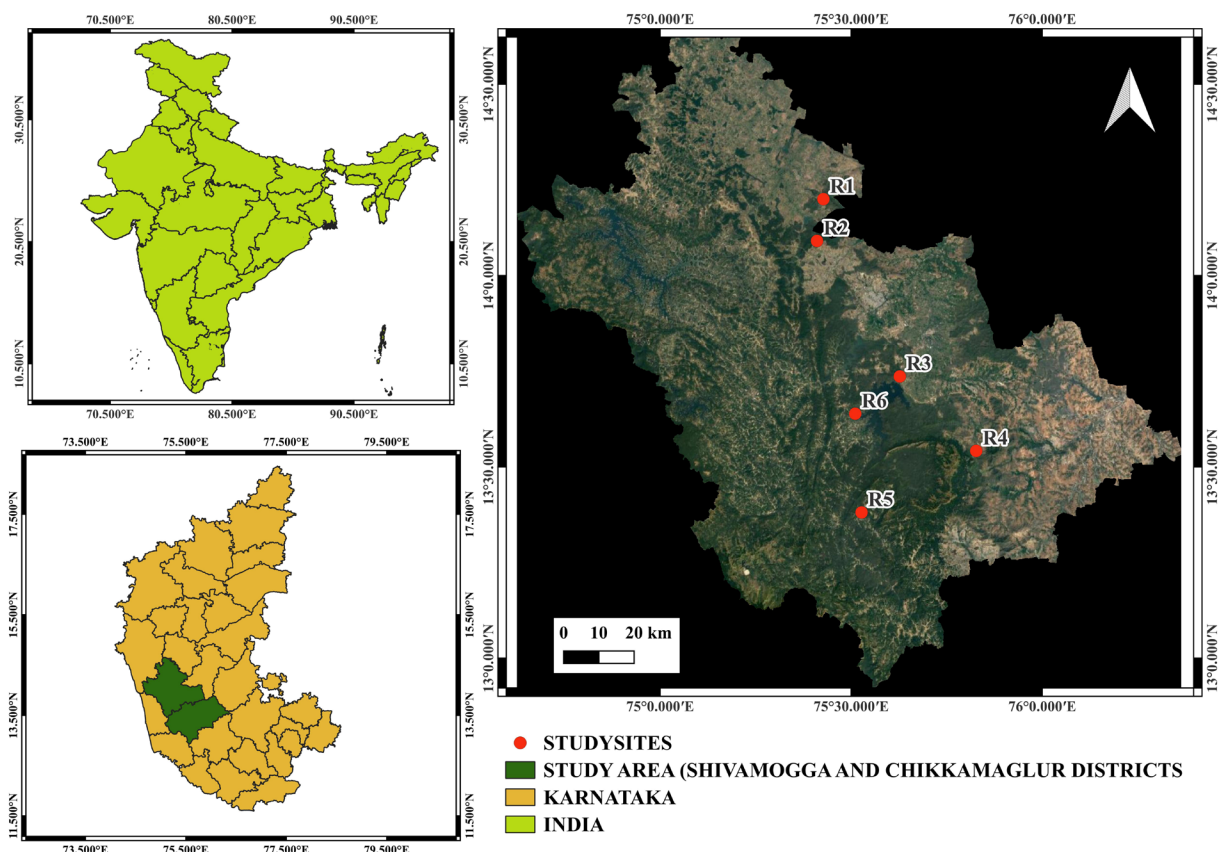 70.500°E 80.500°E 90.500°E
30.500°N 30.500°N
20.500°N 20.500°N
10.500°N 10.500°N
70.500°E 80.500°E 90.500°E
73.500°E 75.500°E 77.500°E 79.500°E
17.500°N 17.500°N
15.500°N 15.500°N
13.500°N 13.500°N
11.500°N 11.500°N
73.500°E 75.500°E 77.500°E 79.500°E
75°0.000'E 75°30.000'E 76°0.000'E
14°30.000'N 14°30.000'N
R1
R2
14°0.000'N 14°0.000'N
R3
R6
R4
13°30.000'N 13°30.000'N
R5
0 10 20 km
13°0.000'N 13°0.000'N
75°0.000'E 75°30.000'E 76°0.000'E
STUDYSITES
STUDY AREA (SHIVAMOGGA AND CHIKKAMAGLUR DISTRICTS
KARNATAKA
INDIA